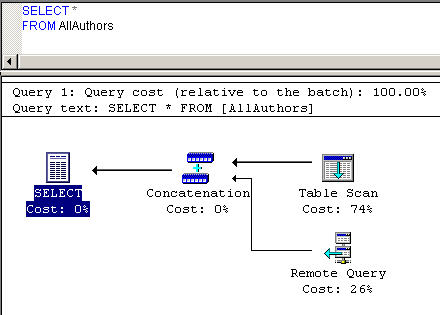 SELECT *
FROM AllAuthors
Query 1: Query cost (relative to the batch): 100.00%
Query text: SELECT * FROM [AllAuthors]
SELECT
Cost: 0%
Concatenation
Cost: 0%
Table Scan
Cost: 74%
Remote Query
Cost: 26%